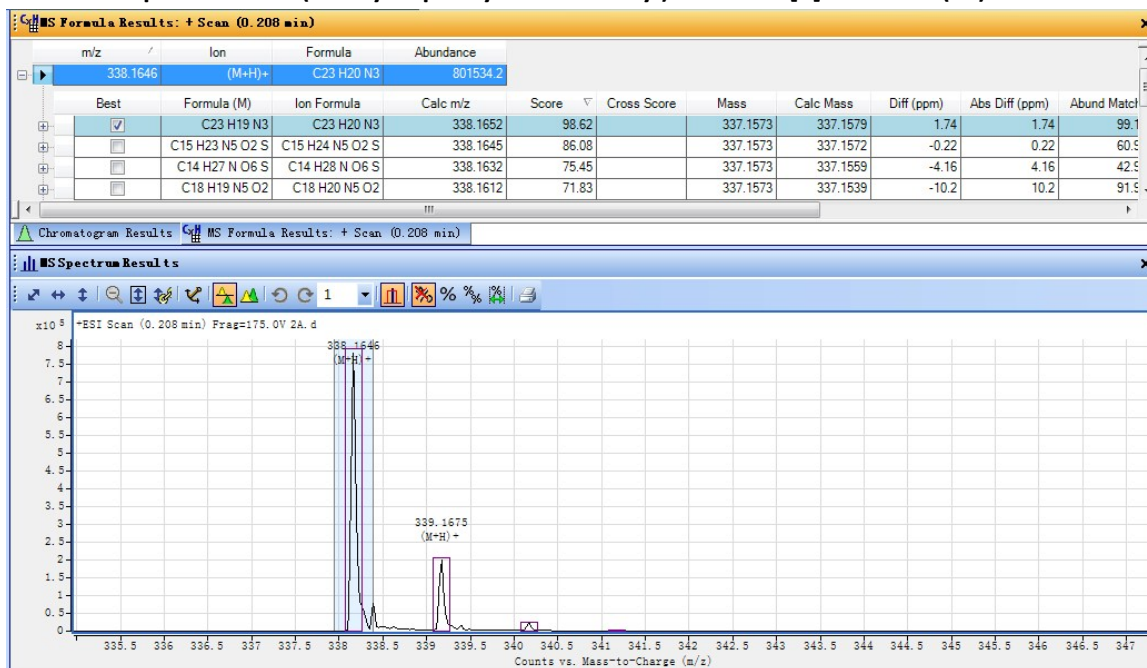 MS Formula Results: + Scan (0.208 min)
m/z Ion Formula Abundance
338.1646 (M+H)+ C23 H20 N3 801534.2
Best Formula (M) Ion Formula Calc m/z Score Cross Score Mass Calc Mass Diff (ppm) Abs Diff (ppm) Abund Match
C23 H19 N3 C23 H20 N3 338.1652 98.62 337.1573 337.1579 1.74 1.74 99.1
C15 H23 N5 O2 S C15 H24 N5 O2 S 338.1645 86.08 337.1573 337.1572 -0.22 0.22 60.5
C14 H27 N O6 S C14 H28 N O6 S 338.1632 75.45 337.1573 337.1559 -4.16 4.16 42.9
C18 H19 N5 O2 C18 H20 N5 O2 338.1612 71.83 337.1573 337.1539 -10.2 10.2 91.9
Chromatogram Results MS Formula Results: + Scan (0.208 min)
MS Spectrum Results
1
x10 5 +ESI Scan (0.208 min) Frag=175.0V 2A.d
338.1646
(M+H)+
339.1675
(M+H)+
8
7.5
7
6.5
6
5.5
5
4.5
4
3.5
3
2.5
2
1.5
1
0.5
0
335.5 336 336.5 337 337.5 338 338.5 339 339.5 340 340.5 341 341.5 342 342.5 343 343.5 344 344.5 345 345.5 346 346.5 347
Counts vs. Mass-to-Charge (m/z)